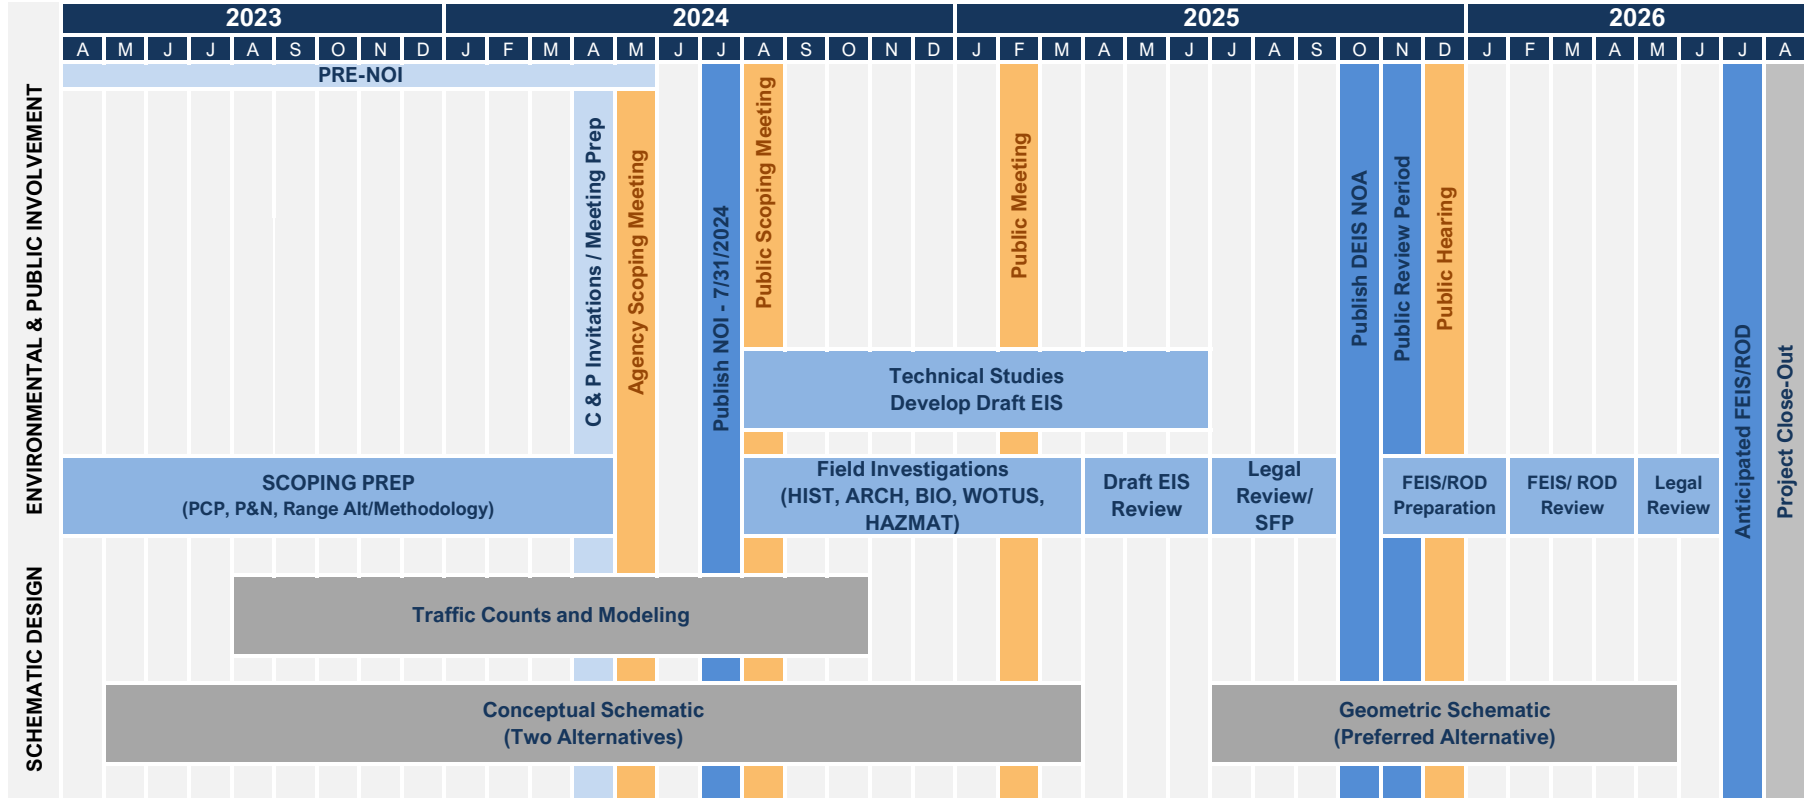 2023 2024 2025 2026
A M J J A S O N D J F M A M J J A S O N D J F M A M J J A S O N D J F M A M J J A
ENVIRONMENTAL & PUBLIC INVOLVEMENT
PRE-NOI
C & P Invitations / Meeting Prep
Agency Scoping Meeting
Publish NOI - 7/31/2024
Public Scoping Meeting
Public Meeting
Publish DEIS NOA
Public Review Period
Public Hearing
Anticipated FEIS/ROD
Project Close-Out
Technical Studies
Develop Draft EIS
SCOPING PREP
(PCP, P&N, Range Alt/Methodology)
Field Investigations
(HIST, ARCH, BIO, WOTUS,
HAZMAT)
Draft EIS
Review
Legal
Review/
SFP
FEIS/ROD
Preparation
FEIS/ ROD
Review
Legal
Review
SCHEMATIC DESIGN
Traffic Counts and Modeling
Conceptual Schematic
(Two Alternatives)
Geometric Schematic
(Preferred Alternative)